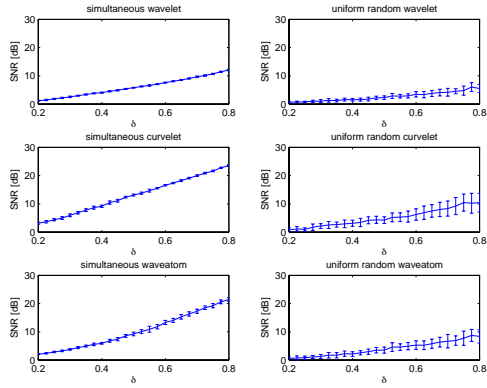 simultaneous wavelet
SNR [dB]
30
20
10
0
0.2
0.4
0.6
0.8
δ
uniform random wavelet
SNR [dB]
30
20
10
0
0.2
0.4
0.6
0.8
δ
simultaneous curvelet
SNR [dB]
30
20
10
0
0.2
0.4
0.6
0.8
δ
uniform random curvelet
SNR [dB]
30
20
10
0
0.2
0.4
0.6
0.8
δ
simultaneous waveatom
SNR [dB]
30
20
10
0
0.2
0.4
0.6
0.8
δ
uniform random waveatom
SNR [dB]
30
20
10
0
0.2
0.4
0.6
0.8
δ